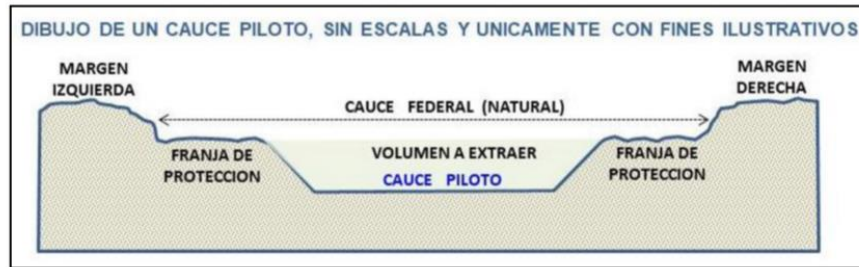 DIBUJO DE UN CAUCE PILOTO, SIN ESCALAS Y UNICAMENTE CON FINES ILUSTRATIVOS
MARGEN
IZQUIERDA
MARGEN
DERECHA
CAUCE FEDERAL (NATURAL)
FRANJA DE
PROTECCION
VOLUMEN A EXTRAER
CAUCE PILOTO
FRANJA DE
PROTECCION